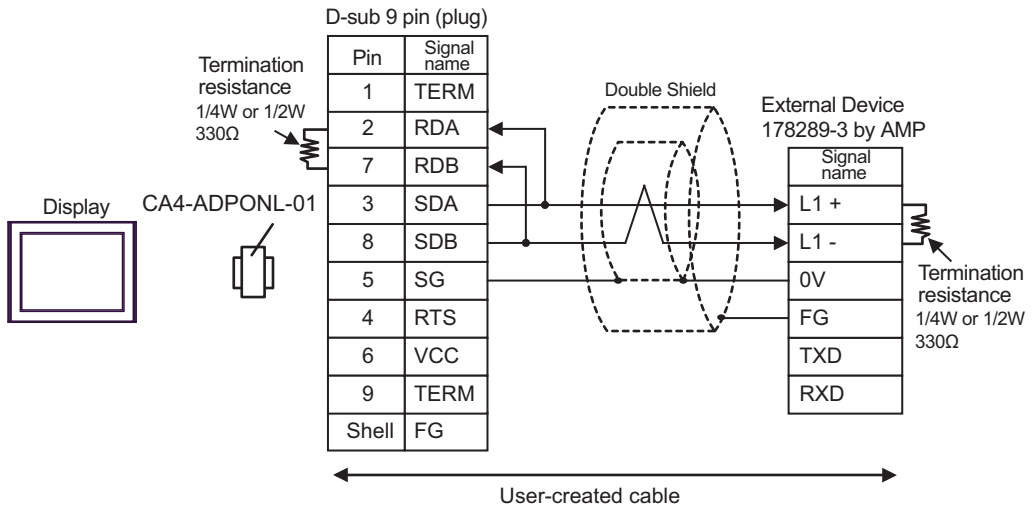 D-sub 9 pin (plug)
Pin Signal name
1 TERM
2 RDA
7 RDB
3 SDA
8 SDB
5 SG
4 RTS
6 VCC
9 TERM
Shell FG
Termination
resistance
1/4W or 1/2W
330Ω
Display
CA4-ADPONL-01
Double Shield
External Device
178289-3 by AMP
Signal
name
L1 +
L1 -
0V
FG
TXD
RXD
Termination
resistance
1/4W or 1/2W
330Ω
User-created cable